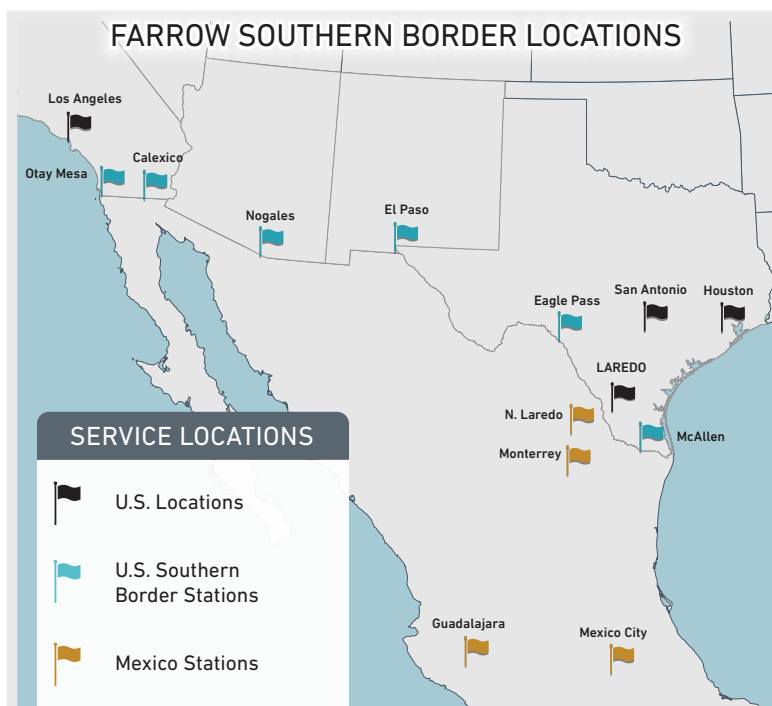 FARROW SOUTHERN BORDER LOCATIONS
Los Angeles
Otay Mesa
Calexico
Nogales
El Paso
Eagle Pass
San Antonio
Houston
LAREDO
N. Laredo
McAllen
Monterrey
Guadalajara
Mexico City
SERVICE LOCATIONS
U.S. Locations
U.S. Southern
Border Stations
Mexico Stations